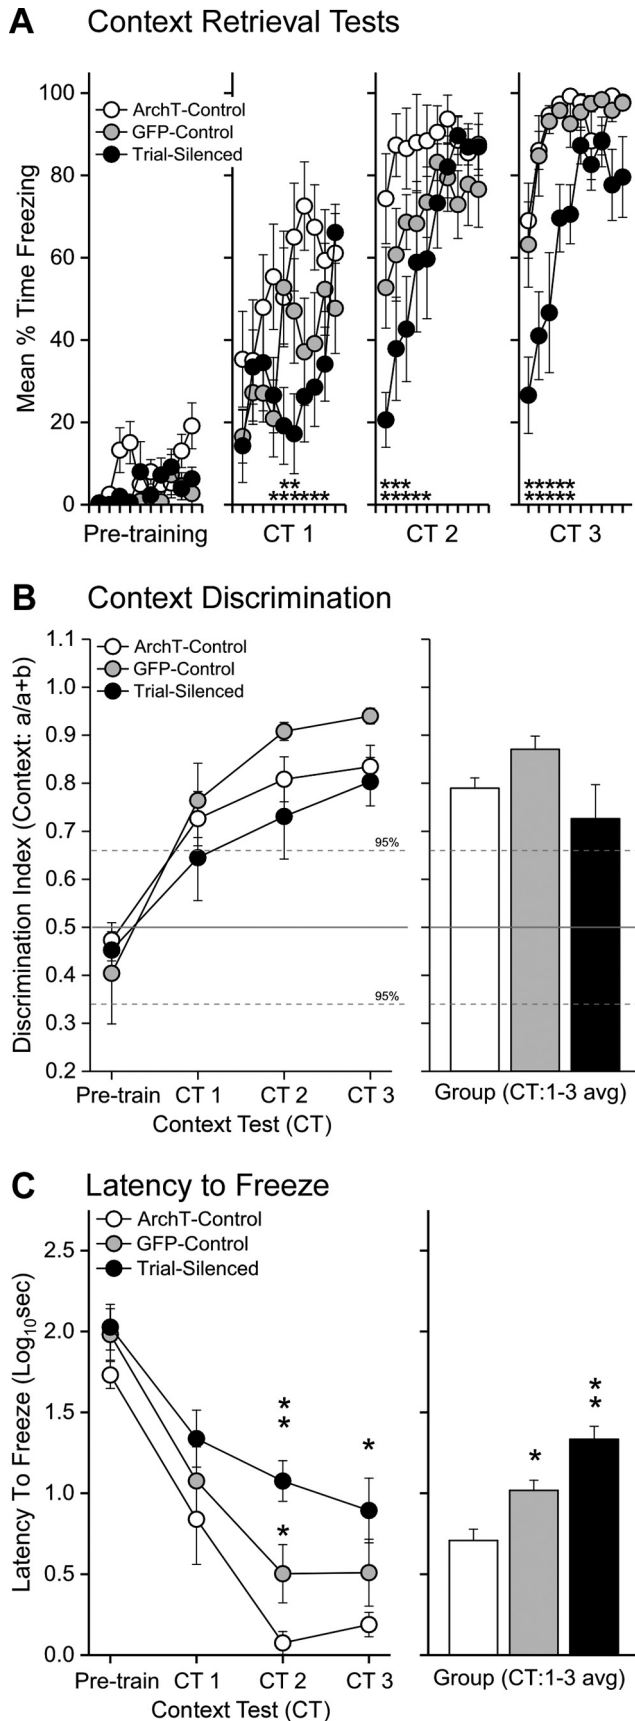 A Context Retrieval Tests
100
80
60
40
20
0
Mean % Time Freezing
ArchT-Control
GFP-Control
Trial-Silenced
** *** *****
******* ***** *****
Pre-training CT 1 CT 2 CT 3
B Context Discrimination
1.1
1.0
0.9
0.8
0.7
0.6
0.5
0.4
0.3
0.2
Discrimination Index (Context: a/a+b)
ArchT-Control
GFP-Control
Trial-Silenced
95%
95%
Pre-train CT 1 CT 2 CT 3
Context Test (CT)
Group (CT:1-3 avg)
C Latency to Freeze
2.5
2.0
1.5
1.0
0.5
0.0
Latency To Freeze (Log10sec)
ArchT-Control
GFP-Control
Trial-Silenced
*
*
*
*
*
*
*
Pre-train CT 1 CT 2 CT 3
Context Test (CT)
Group (CT:1-3 avg)